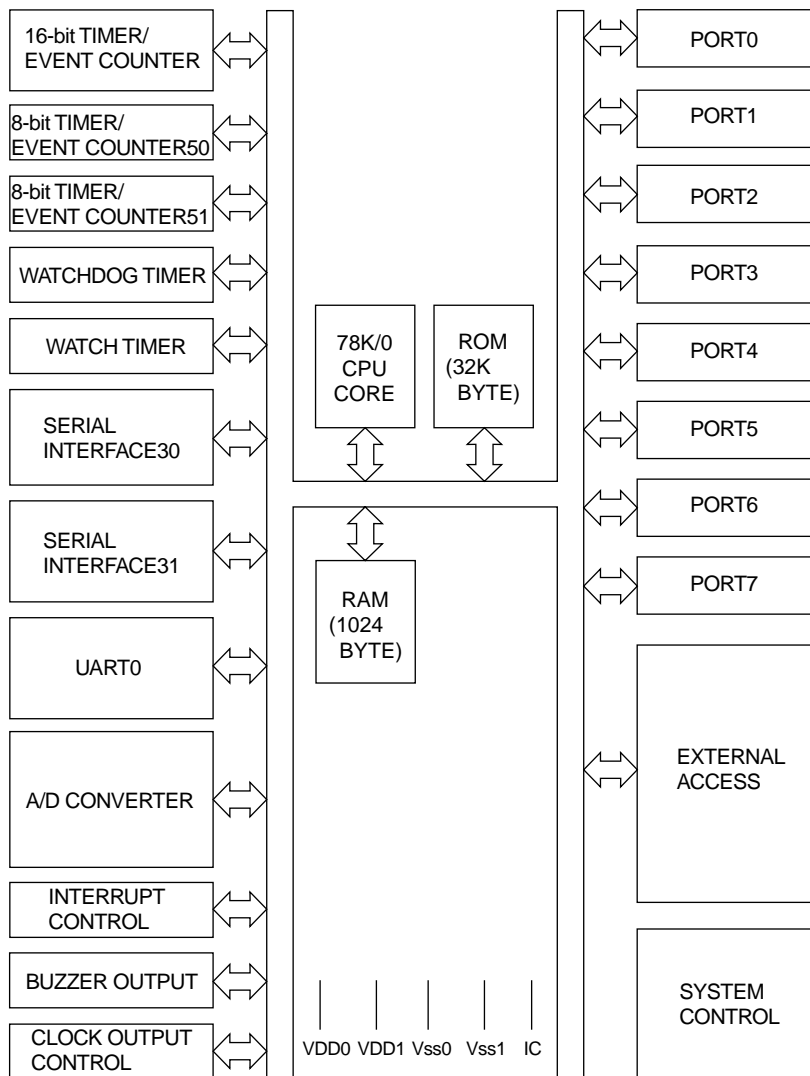 16-bit TIMER/
EVENT COUNTER
8-bit TIMER/
EVENT COUNTER50
8-bit TIMER/
EVENT COUNTER51
WATCHDOG TIMER
WATCH TIMER
SERIAL
INTERFACE30
SERIAL
INTERFACE31
UART0
A/D CONVERTER
INTERRUPT
CONTROL
BUZZER OUTPUT
CLOCK OUTPUT
CONTROL
78K/0
CPU
CORE
ROM
(32K
BYTE)
RAM
(1024
BYTE)
VDD0 VDD1 Vss0 Vss1 IC
PORT0
PORT1
PORT2
PORT3
PORT4
PORT5
PORT6
PORT7
EXTERNAL
ACCESS
SYSTEM
CONTROL